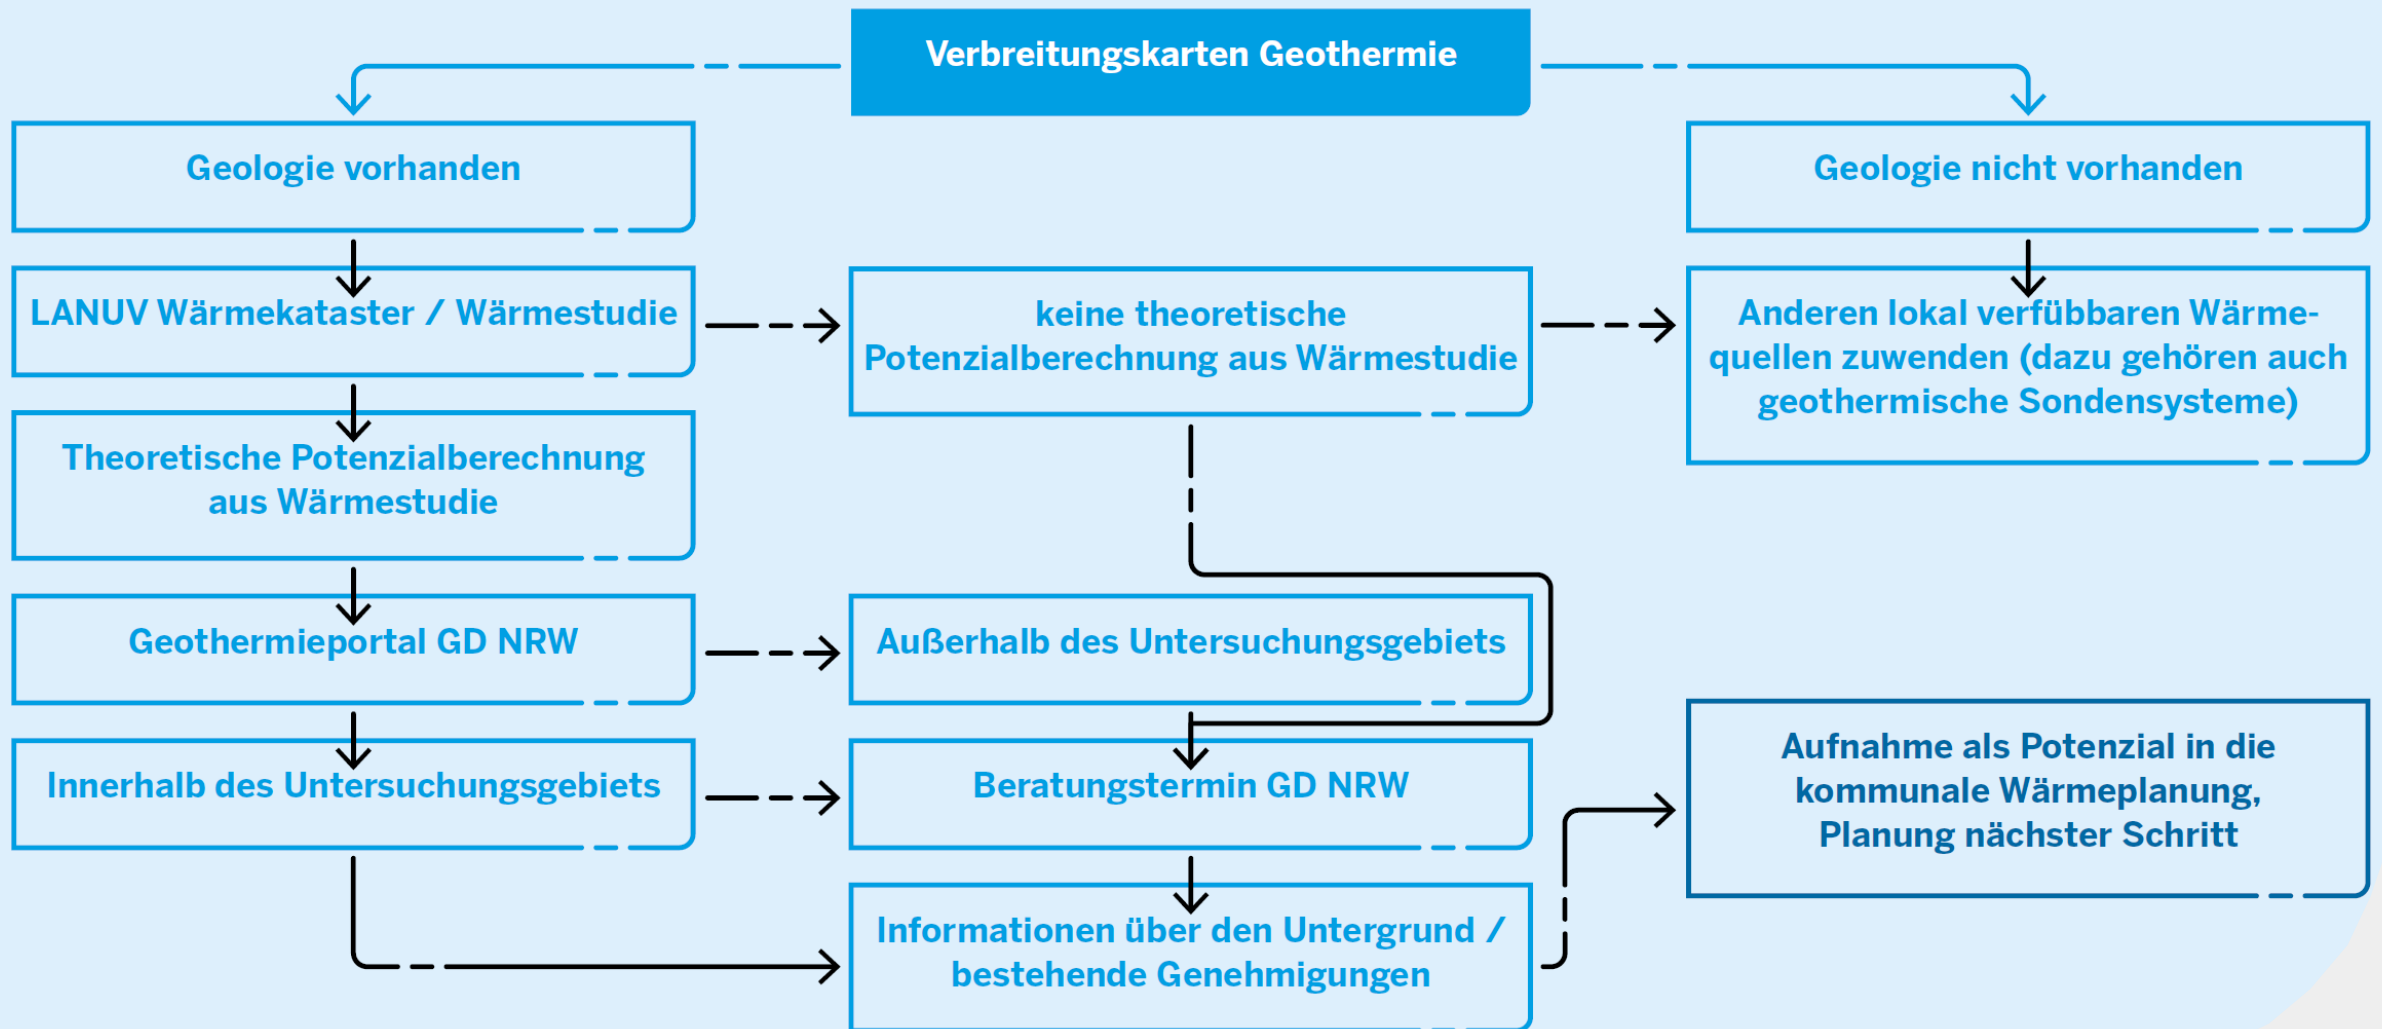 Verbreitungskarten Geothermie
Geologie vorhanden
Geologie nicht vorhanden
LANUV Wärmekataster / Wärmestudie
keine theoretische
Potenzialberechnung aus Wärmestudie
Anderen lokal verfübbaren Wärme-
quellen zuwenden (dazu gehören auch
geothermische Sondensysteme)
Theoretische Potenzialberechnung
aus Wärmestudie
Geothermieportal GD NRW
Außerhalb des Untersuchungsgebiets
Innerhalb des Untersuchungsgebiets
Beratungstermin GD NRW
Aufnahme als Potenzial in die
kommunale Wärmeplanung,
Planung nächster Schritt
Informationen über den Untergrund /
bestehende Genehmigungen